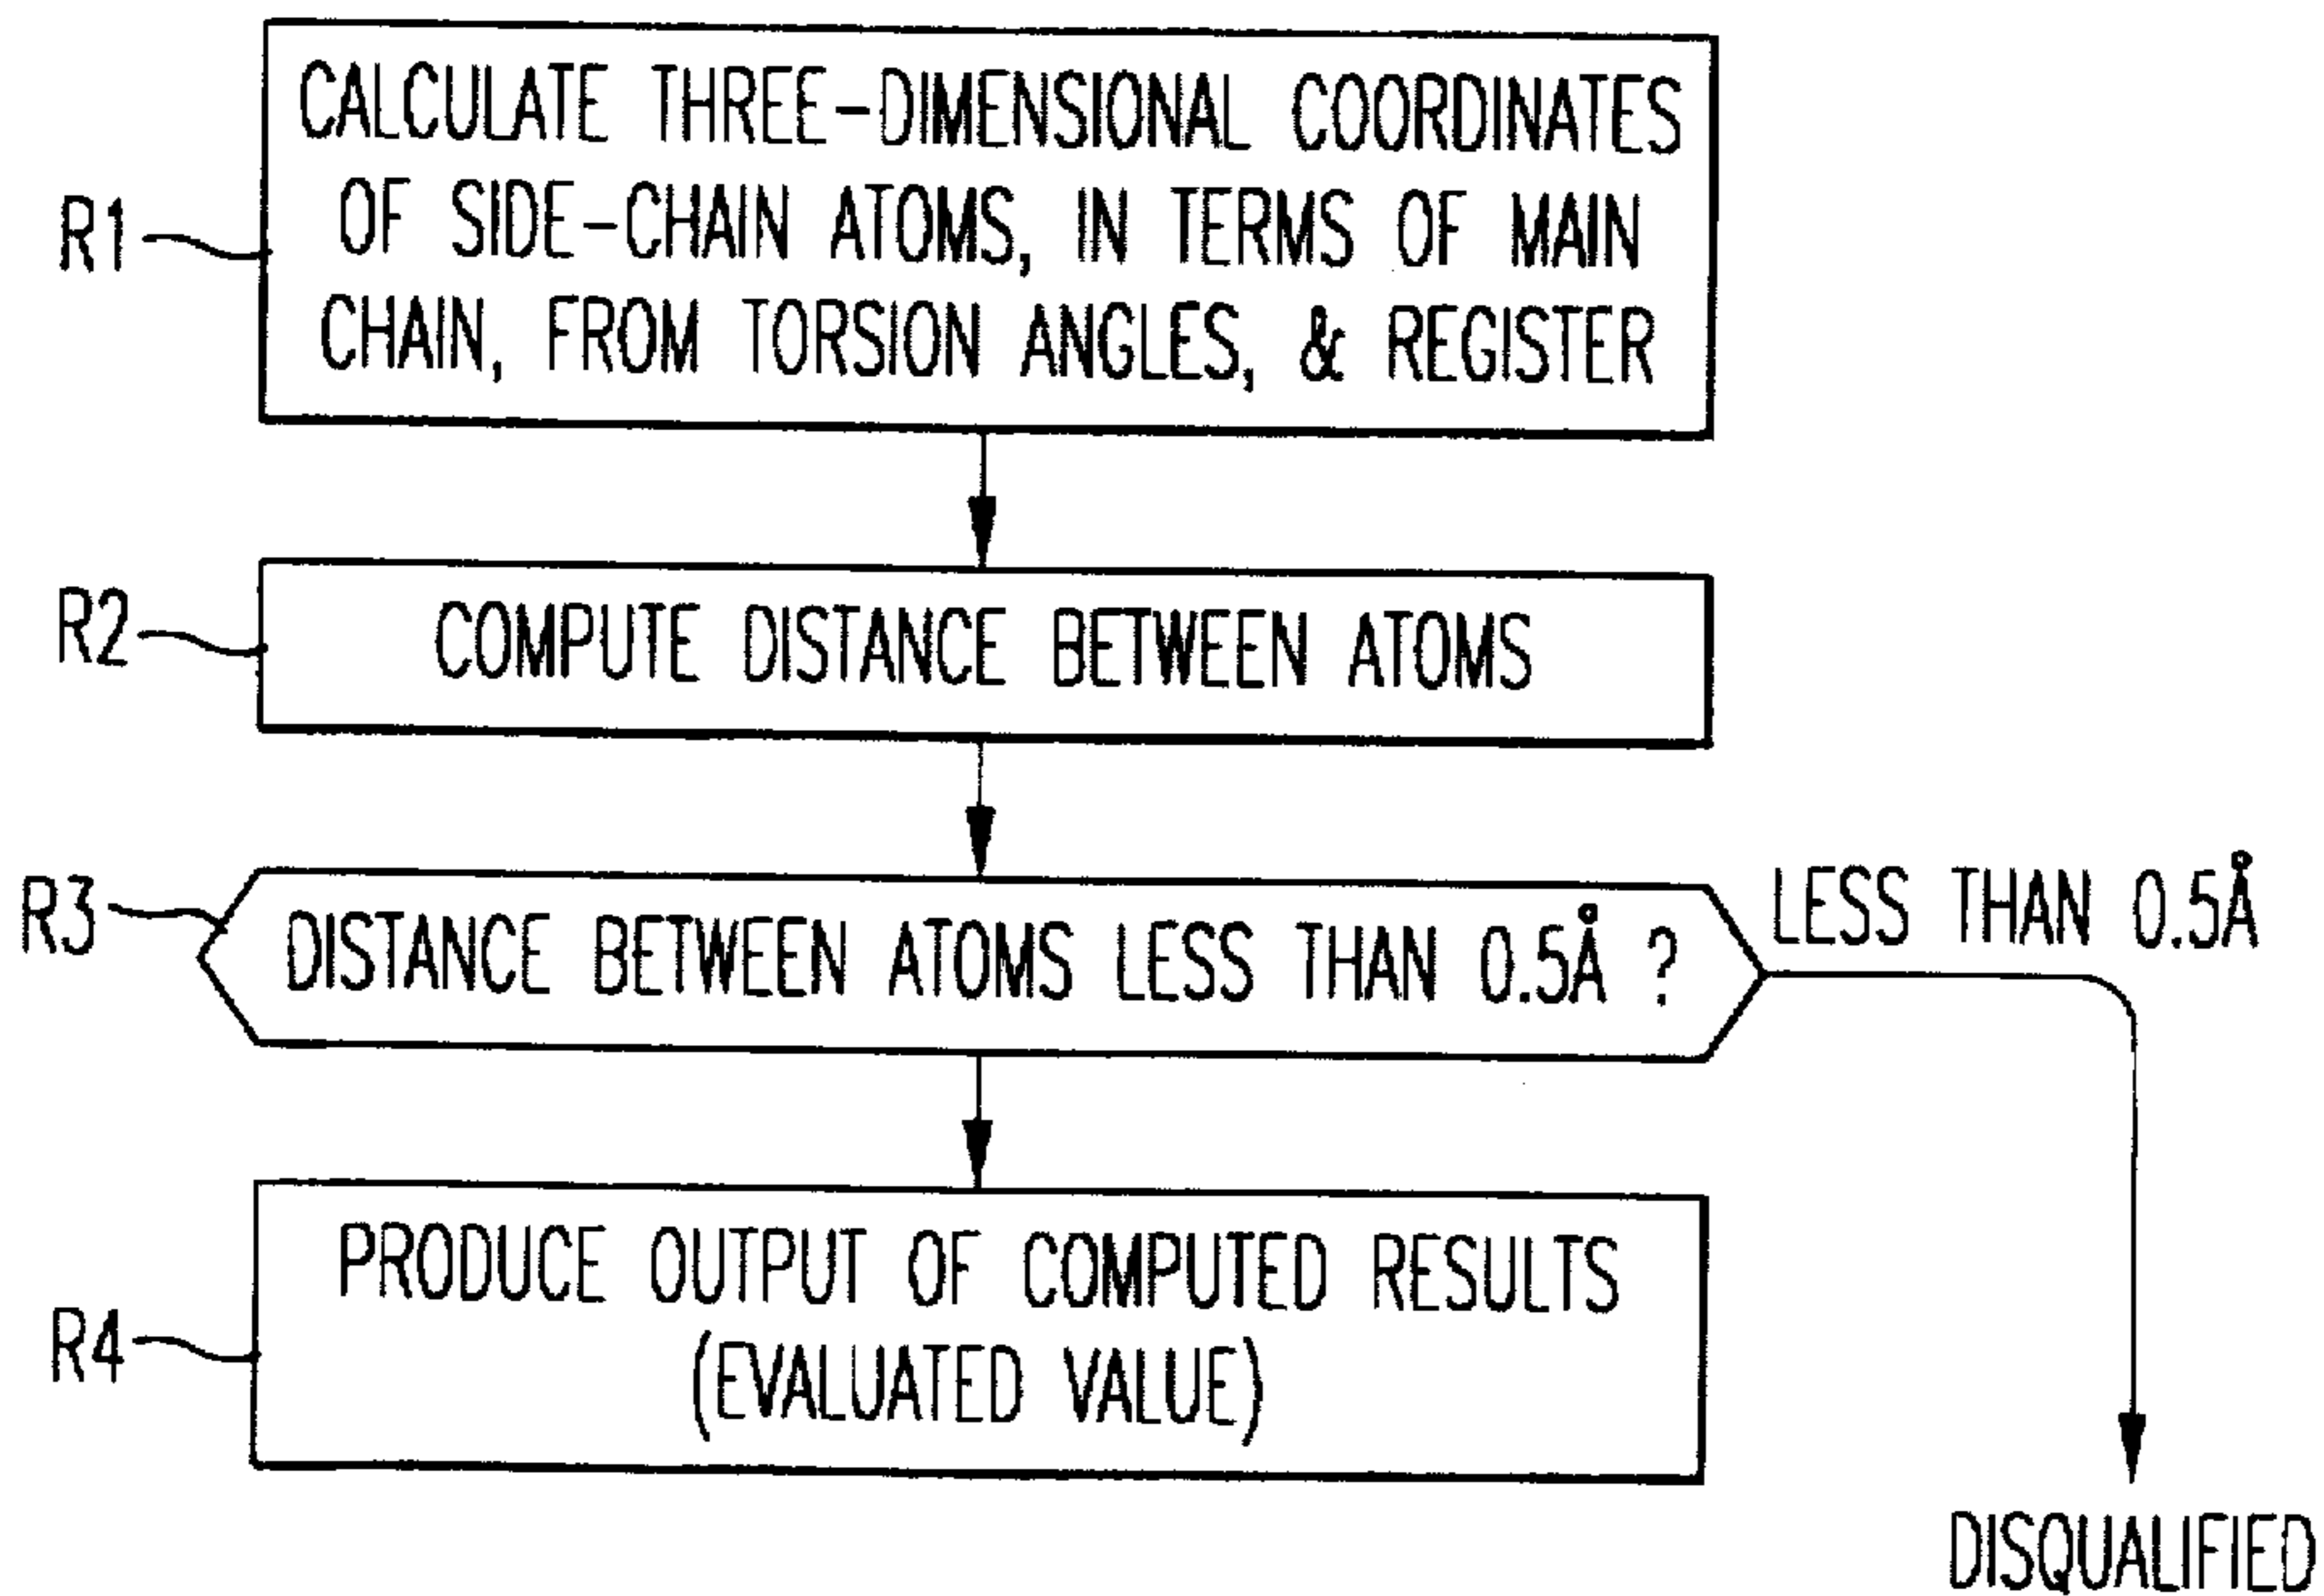 CALCULATE THREE-DIMENSIONAL COORDINATES
OF SIDE-CHAIN ATOMS, IN TERMS OF MAIN
CHAIN, FROM TORSION ANGLES, & REGISTER
R1
COMPUTE DISTANCE BETWEEN ATOMS
R2
R3
DISTANCE BETWEEN ATOMS LESS THAN 0.5Å ?
LESS THAN 0.5Å
PRODUCE OUTPUT OF COMPUTED RESULTS
(EVALUATED VALUE)
R4
DISQUALIFIED